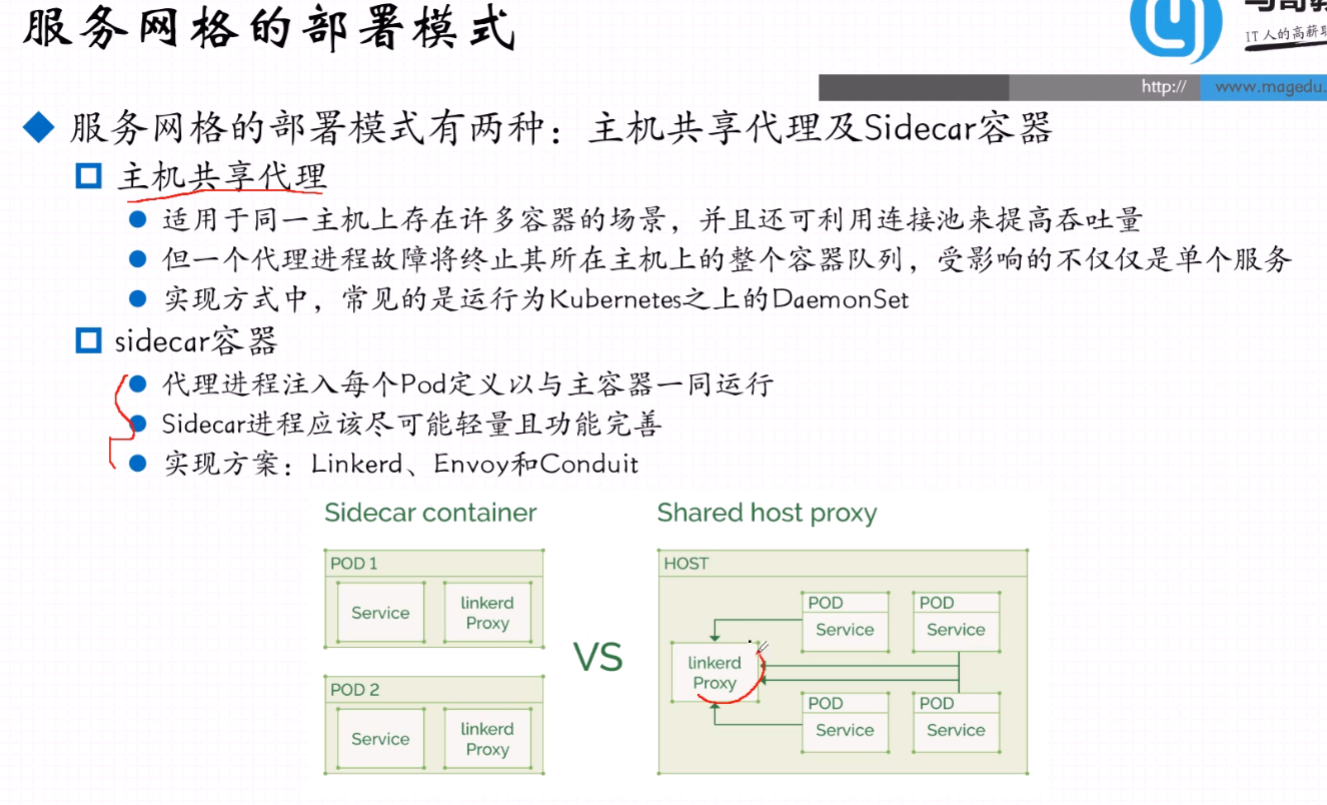 服务网格的部署模式
IT人的高薪
http:// www.magedu.
服务网格的部署模式有两种：主机共享代理及Sidecar容器
主机共享代理
适用于同一主机上存在许多容器的场景，并且还可利用连接池来提高吞吐量
但一个代理进程故障将终止其所在主机上的整个容器队列，受影响的不仅仅是单个服务
实现方式中，常见的是运行为Kubernetes之上的DaemonSet
sidecar容器
代理进程注入每个Pod定义以与主容器一同运行
Sidecar进程应该尽可能轻量且功能完善
实现方案：Linkerd、Envoy和Conduit
Sidecar container
POD 1
Service
linkerd
Proxy
POD 2
Service
linkerd
Proxy
VS
Shared host proxy
HOST
linkerd
Proxy
POD
Service
POD
Service
POD
Service
POD
Service